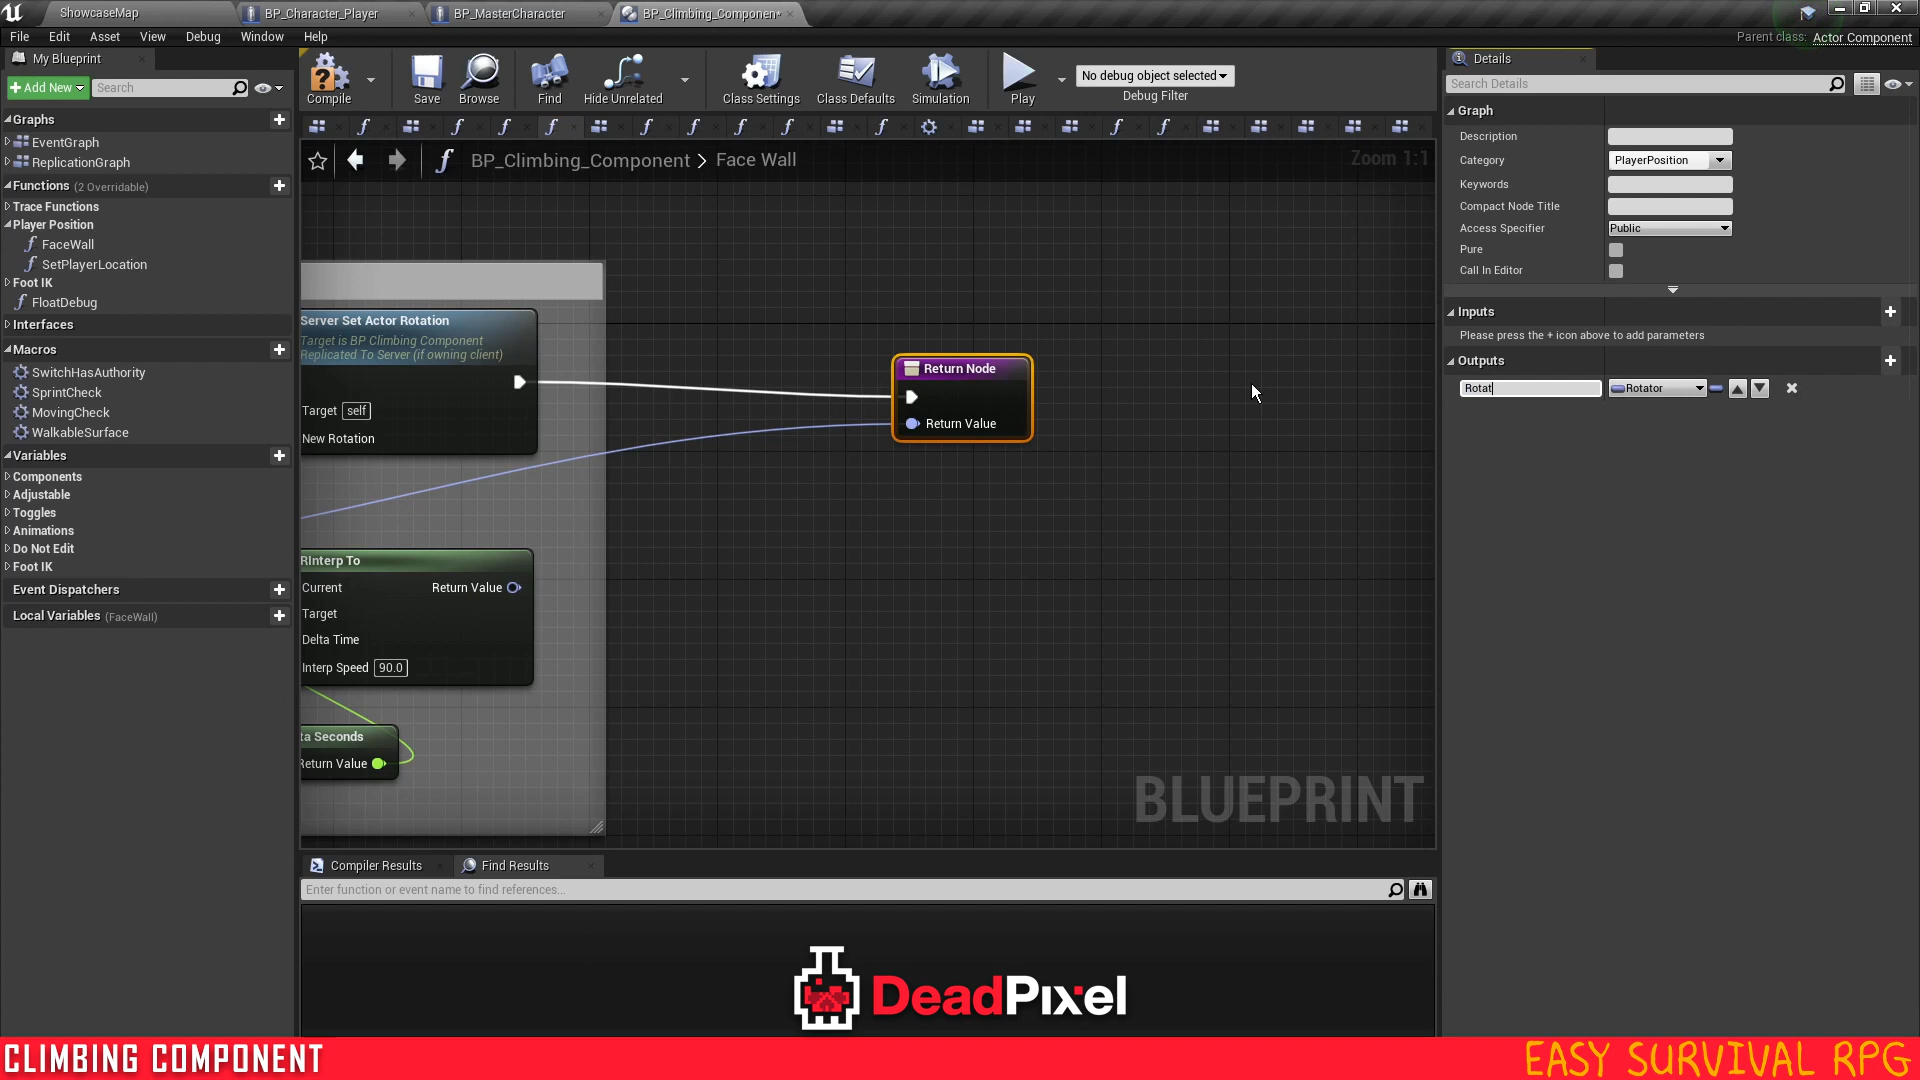 ShowcaseMap
BP_Character_Player
BP_MasterCharacter
BP_Climbing_Componen*
File Edit Asset View Debug Window Help
Parent class: Actor Component
My Blueprint
Add New
Search
Graphs
EventGraph
ReplicationGraph
Functions (2 Overridable)
Trace Functions
Player Position
FaceWall
SetPlayerLocation
Foot IK
FloatDebug
Interfaces
Macros
SwitchHasAuthority
SprintCheck
MovingCheck
WalkableSurface
Variables
Components
Adjustable
Toggles
Animations
Do Not Edit
Foot IK
Event Dispatchers
Local Variables (FaceWall)
Compile
Save
Browse
Find
Hide Unrelated
Class Settings
Class Defaults
Simulation
Play
No debug object selected
Debug Filter
BP_Climbing_Component > Face Wall
Zoom 1:1
Server Set Actor Rotation
Target is BP Climbing Component
Replicated To Server (if owning client)
Target self
New Rotation
Return Node
Return Value
RInterp To
Current Return Value
Target
Delta Time
Interp Speed 90.0
ta Seconds
Return Value
BLUEPRINT
Compiler Results
Find Results
Enter function or event name to find references...
DeadPixel
Details
Search Details
Graph
Description
Category PlayerPosition
Keywords
Compact Node Title
Access Specifier Public
Pure
Call In Editor
Inputs
Please press the + icon above to add parameters
Outputs
Rotat Rotator
CLIMBING COMPONENT
EASY SURVIVAL RPG